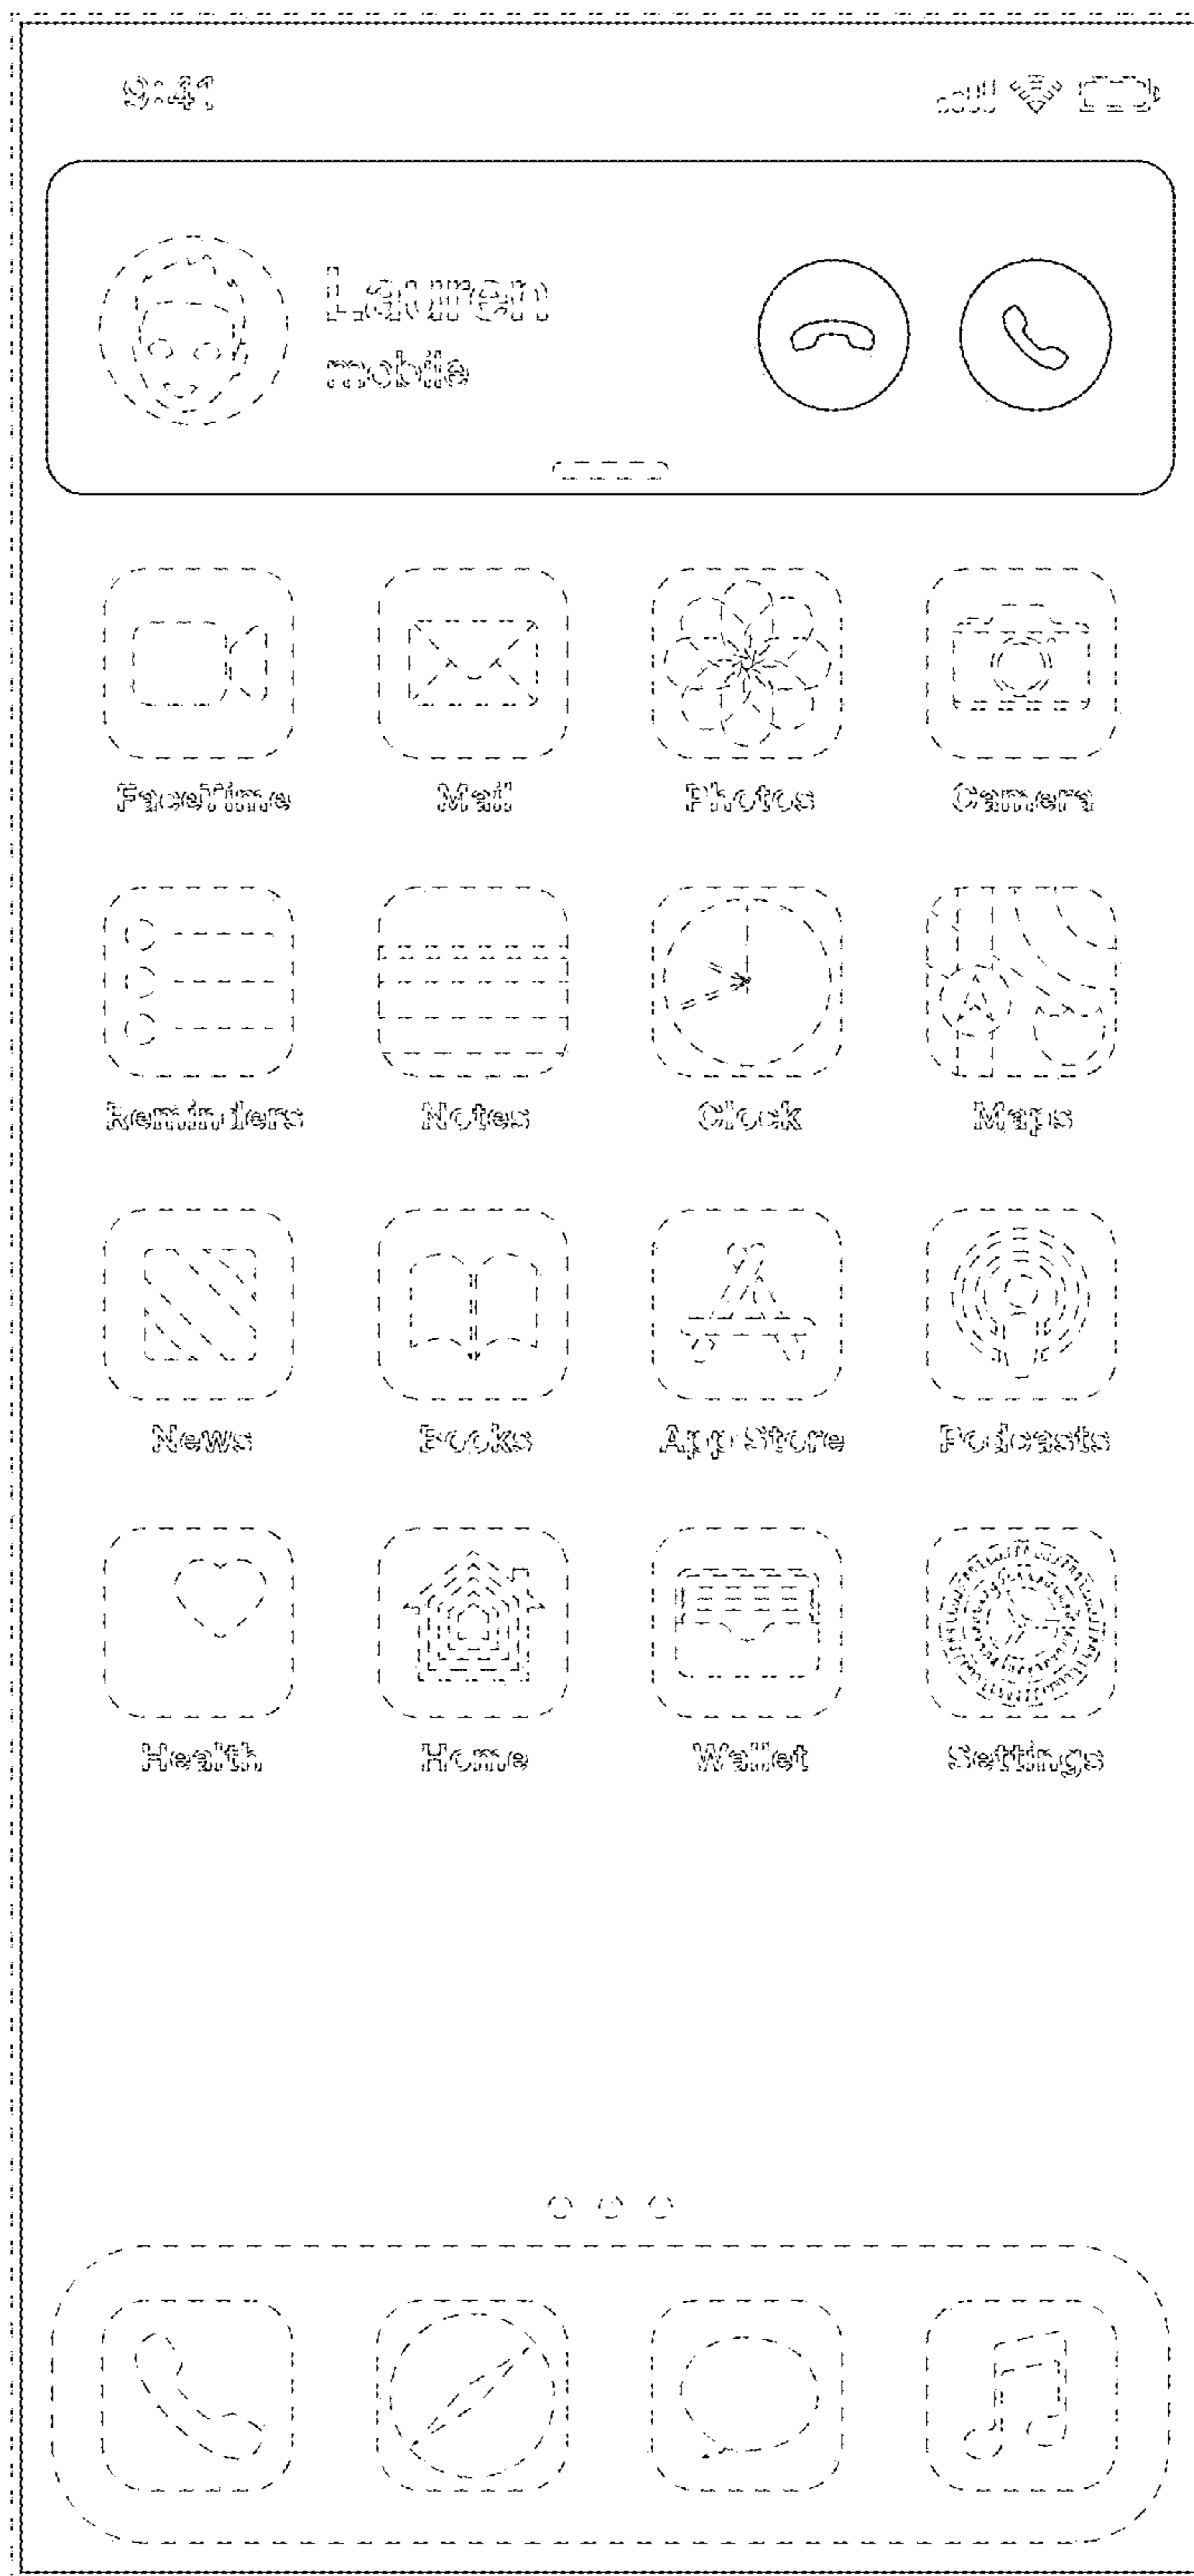 9:41
Lauren
mobile
FaceTime Mail Photos Camera
Reminders Notes Clock Maps
News Books App Store Podcasts
Health Home Wallet Settings